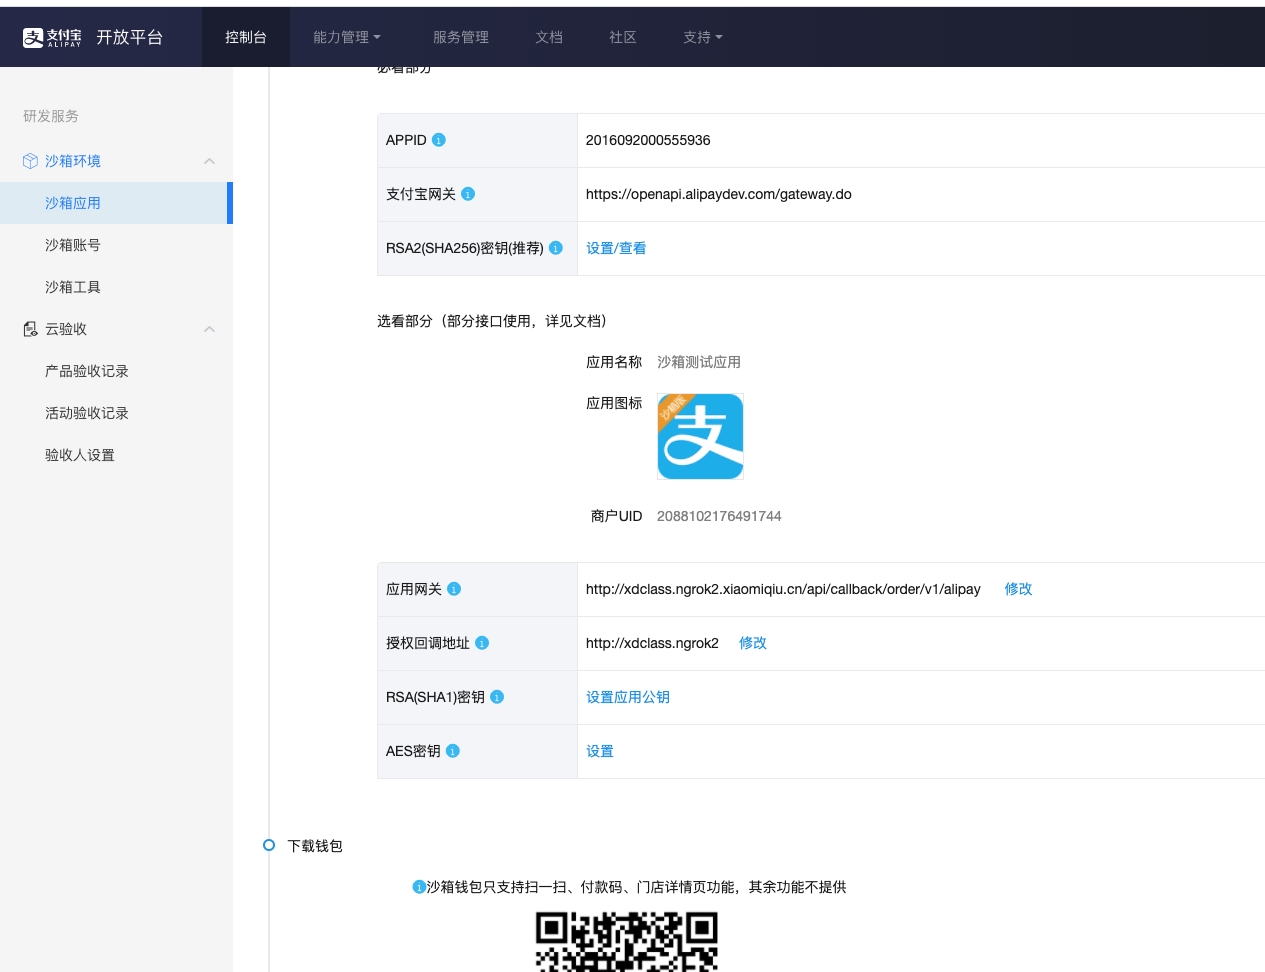 支付宝 ALIPAY 开放平台 控制台 能力管理 服务管理 文档 社区 支持
必看部分
研发服务
沙箱环境
沙箱应用
沙箱账号
沙箱工具
云验收
产品验收记录
活动验收记录
验收人设置
APPID 2016092000555936
支付宝网关 https://openapi.alipaydev.com/gateway.do
RSA2(SHA256)密钥(推荐) 设置/查看
选看部分（部分接口使用，详见文档）
应用名称 沙箱测试应用
应用图标 沙箱版 支
商户UID 2088102176491744
应用网关 http://xdclass.ngrok2.xiaomiqiu.cn/api/callback/order/v1/alipay 修改
授权回调地址 http://xdclass.ngrok2 修改
RSA(SHA1)密钥 设置应用公钥
AES密钥 设置
下载钱包
沙箱钱包只支持扫一扫、付款码、门店详情页功能，其余功能不提供